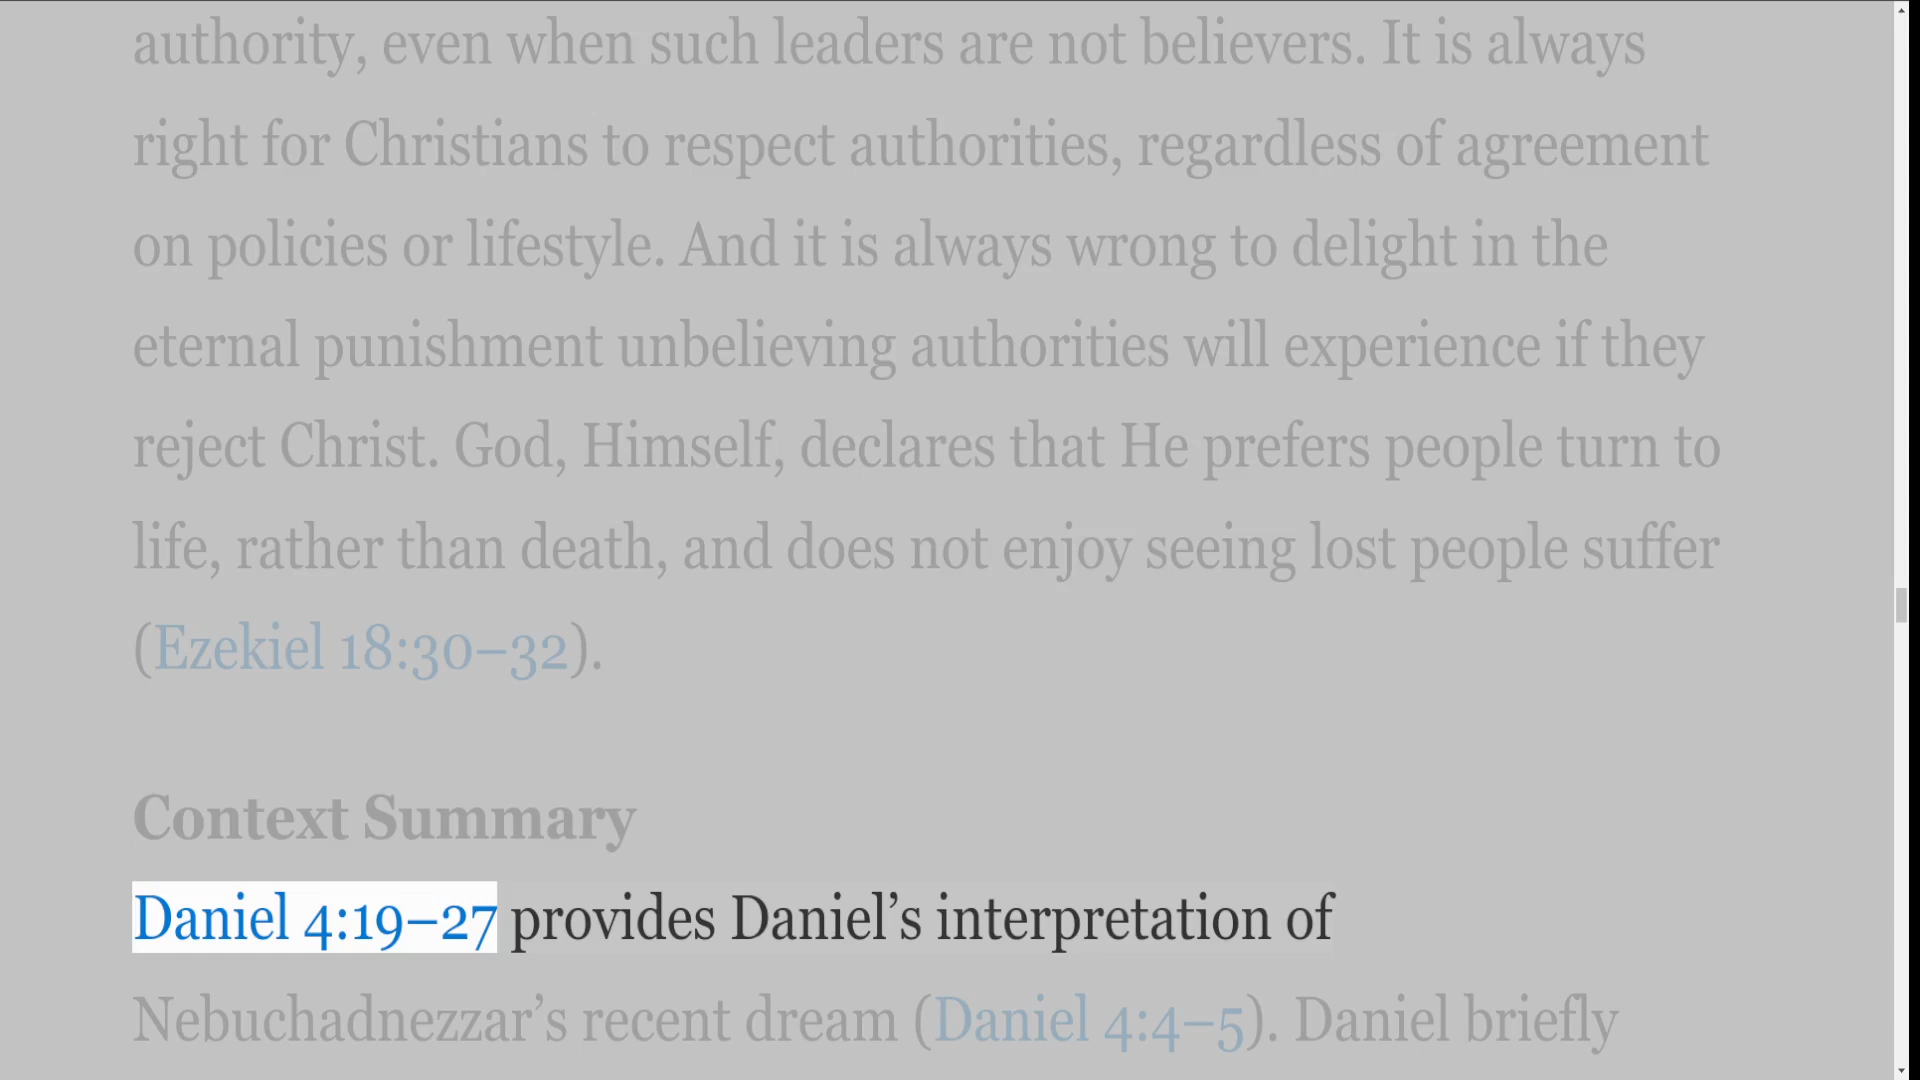 authority, even when such leaders are not believers. It is always
right for Christians to respect authorities, regardless of agreement
on policies or lifestyle. And it is always wrong to delight in the
eternal punishment unbelieving authorities will experience if they
reject Christ. God, Himself, declares that He prefers people turn to
life, rather than death, and does not enjoy seeing lost people suffer
(Ezekiel 18:30–32).
Context Summary
Daniel 4:19–27 provides Daniel’s interpretation of
Nebuchadnezzar’s recent dream (Daniel 4:4–5). Daniel briefly